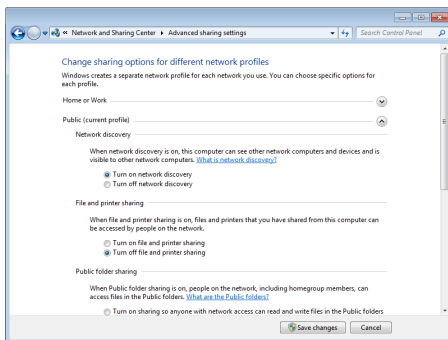 « Network and Sharing Center ▸ Advanced sharing settings
Search Control Panel
Change sharing options for different network profiles
Windows creates a separate network profile for each network you use. You can choose specific options for
each profile.
Home or Work
Public (current profile)
Network discovery
When network discovery is on, this computer can see other network computers and devices and is
visible to other network computers. What is network discovery?
Turn on network discovery
Turn off network discovery
File and printer sharing
When file and printer sharing is on, files and printers that you have shared from this computer can
be accessed by people on the network.
Turn on file and printer sharing
Turn off file and printer sharing
Public folder sharing
When Public folder sharing is on, people on the network, including homegroup members, can
access files in the Public folders. What are the Public folders?
Turn on sharing so anyone with network access can read and write files in the Public folders
Save changes
Cancel